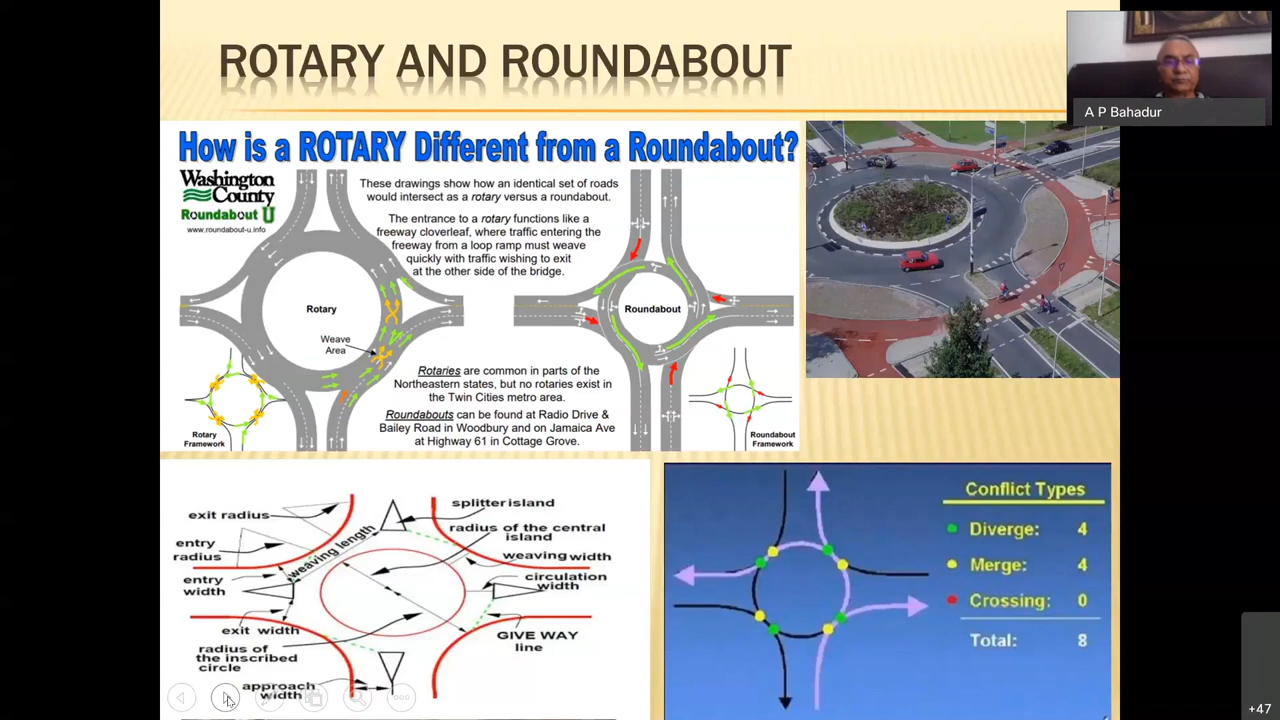 ROTARY AND ROUNDABOUT
A P Bahadur
How is a ROTARY Different from a Roundabout?
Washington
County
Roundabout U
www.roundabout-u.info
These drawings show how an identical set of roads
would intersect as a rotary versus a roundabout.
The entrance to a rotary functions like a
freeway cloverleaf, where traffic entering the
freeway from a loop ramp must weave
quickly with traffic wishing to exit
at the other side of the bridge.
Rotary
Weave
Area
Roundabout
Rotaries are common in parts of the
Northeastern states, but no rotaries exist in
the Twin Cities metro area.
Roundabouts can be found at Radio Drive &
Bailey Road in Woodbury and on Jamaica Ave
at Highway 61 in Cottage Grove.
Rotary
Framework
Roundabout
Framework
exit radius
entry
radius
weaving length
splitter island
radius of the central
island
weaving width
entry
width
circulation
width
exit width
GIVE WAY
line
radius of
the inscribed
circle
approach
width
Conflict Types
Diverge: 4
Merge: 4
Crossing: 0
Total: 8
+47